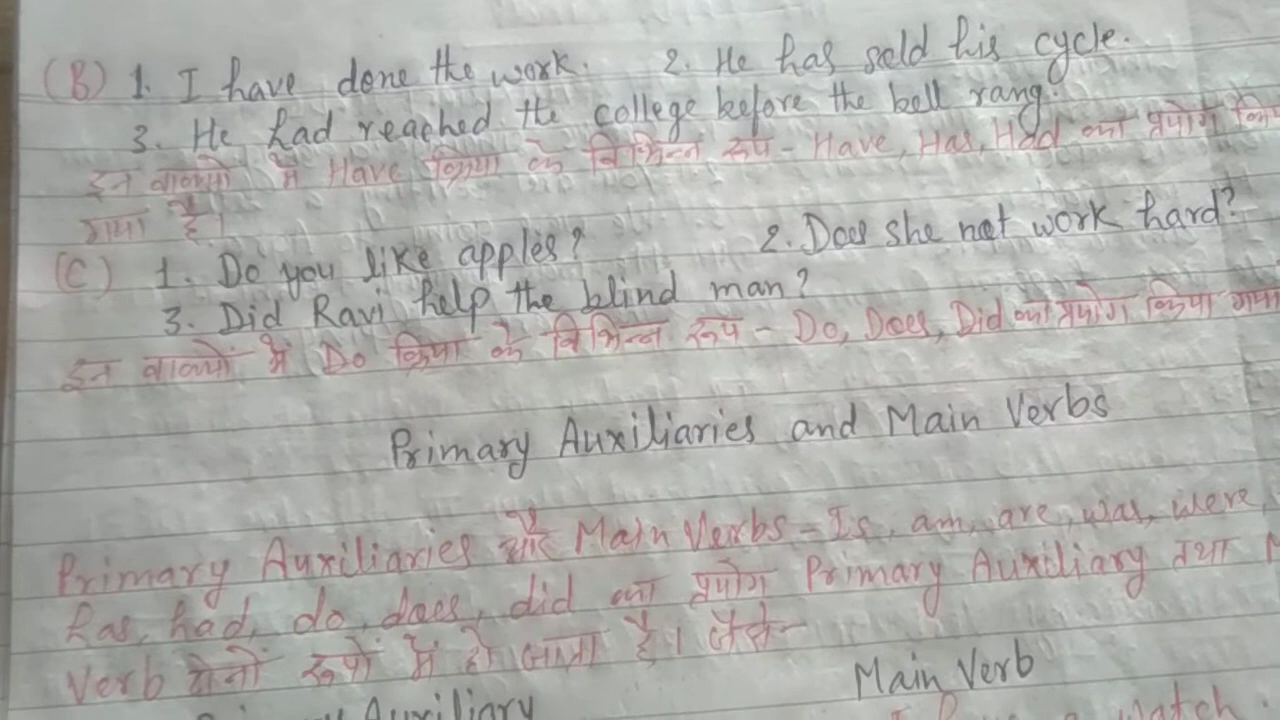 (B) 1. I have done the work. 2. He has sold his cycle.
3. He had reached the college before the bell rang.
इन वाक्यो में Have क्रिया के विभिन्न रूप - Have, Has, Had का प्रयोग कि
गया है।
(C) 1. Do you like apples? 2. Does she not work hard?
3. Did Ravi help the blind man?
इन वाक्यों में Do क्रिया के विभिन्न रूप - Do, Does, Did का प्रयोग किया गया
Primary Auxiliaries and Main Verbs
Primary Auxiliaries और Main Verbs - Is, am, are, was, were,
has, had, do, does, did का प्रयोग Primary Auxiliary तथा M
Verb दोनों रूपो में हो जाता है। जैसे-
Auxiliary Main Verb
a watch.